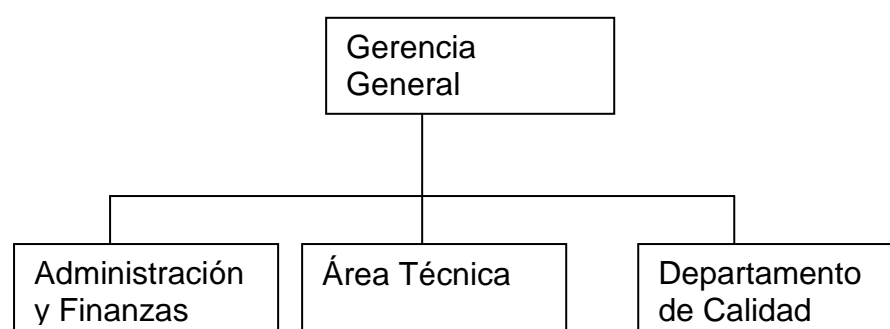 Gerencia
General
Administración
y Finanzas
Área Técnica
Departamento
de Calidad